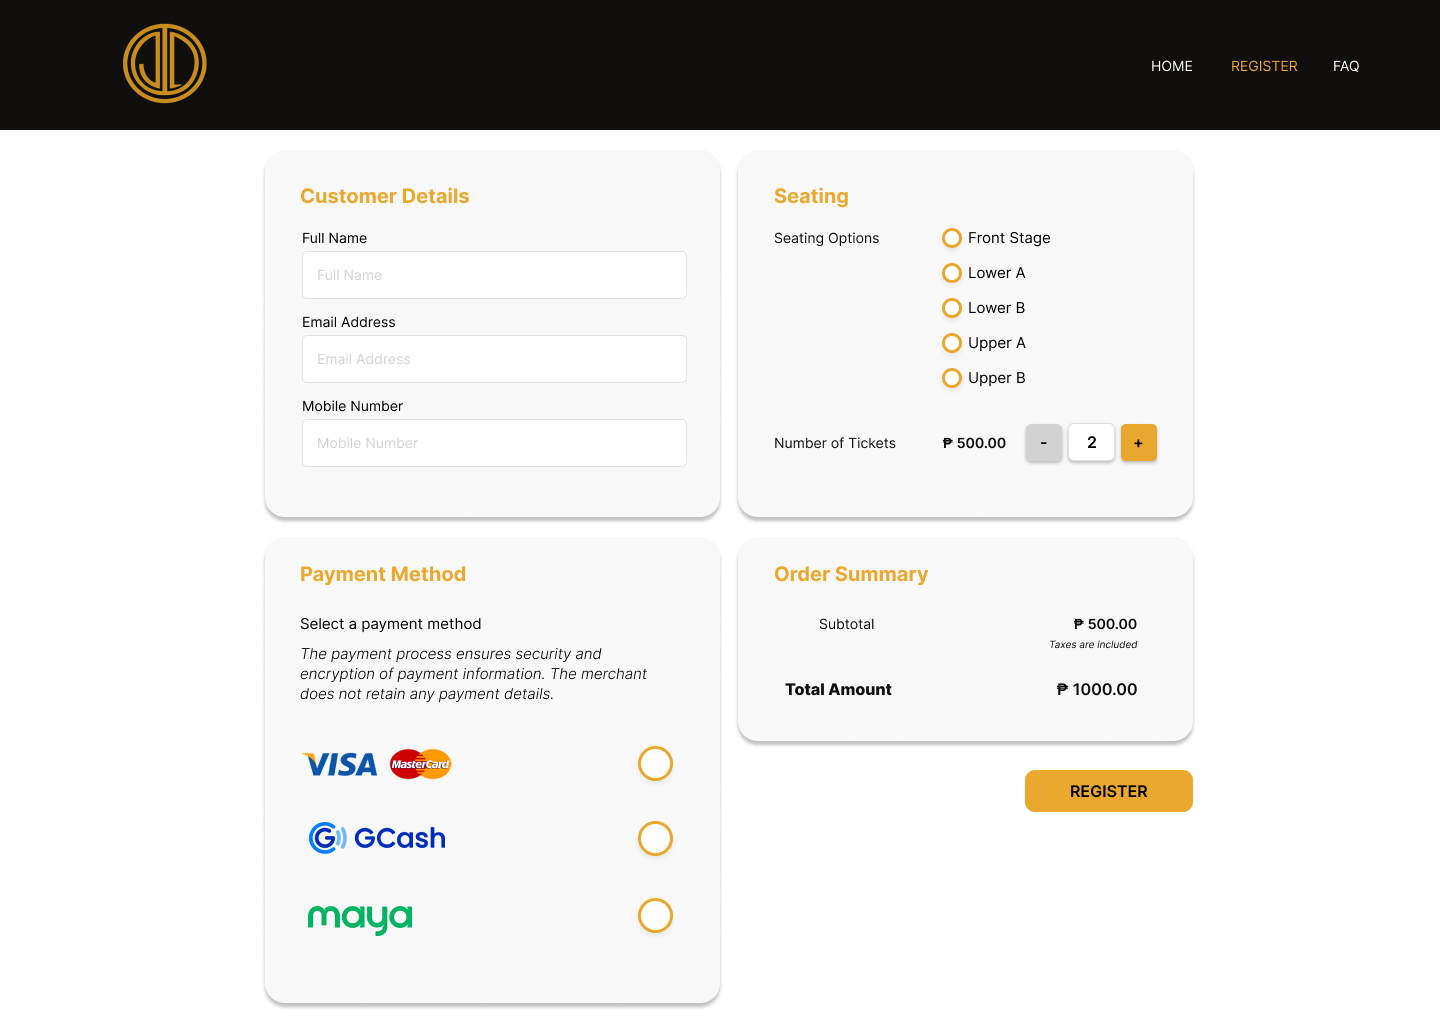 HOME REGISTER FAQ
Customer Details
Full Name
Full Name
Email Address
Email Address
Mobile Number
Mobile Number
Seating
Seating Options
Front Stage
Lower A
Lower B
Upper A
Upper B
Number of Tickets ₱ 500.00 - 2 +
Payment Method
Select a payment method
The payment process ensures security and
encryption of payment information. The merchant
does not retain any payment details.
VISA MasterCard
GCash
maya
Order Summary
Subtotal ₱ 500.00
Taxes are included
Total Amount ₱ 1000.00
REGISTER